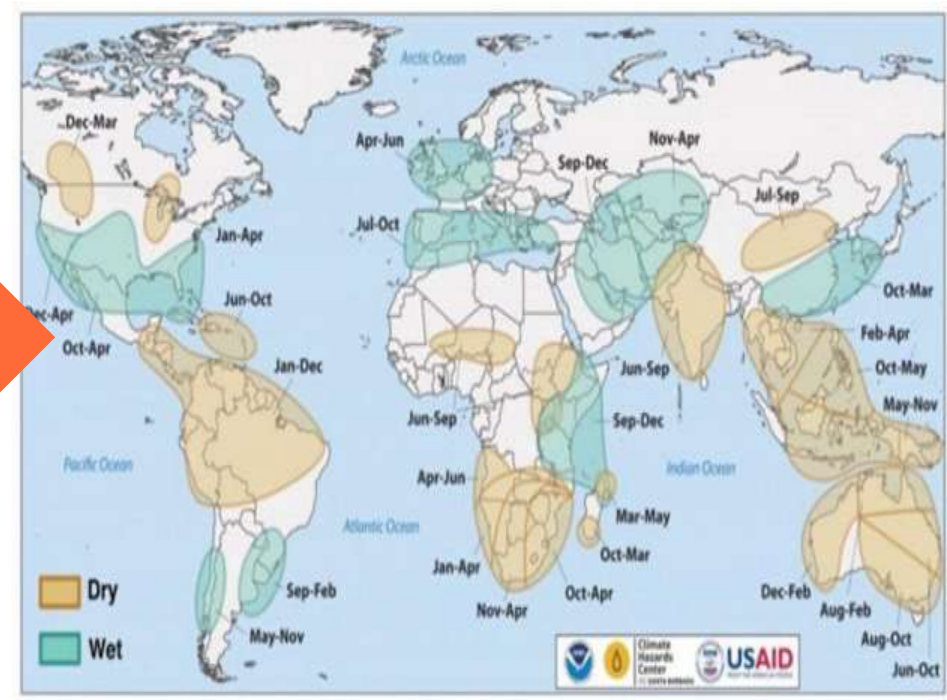 Arctic Ocean
Dec-Mar
Apr-Jun
Nov-Apr
Sep-Dec
Jul-Sep
Jul-Oct
Jan-Apr
Oct-Mar
Jun-Oct
Dec-Apr
Feb-Apr
Oct-Apr
Oct-May
Jan-Dec
Jun-Sep
May-Nov
Jun-Sep
Sep-Dec
Pacific Ocean
Indian Ocean
Apr-Jun
Mar-May
Atlantic Ocean
Oct-Mar
Jan-Apr
Dry
Sep-Feb
Oct-Apr
Dec-Feb
Nov-Apr
Aug-Feb
May-Nov
Aug-Oct
Wet
Climate
Hazards
Center
USAID
Jun-Oct